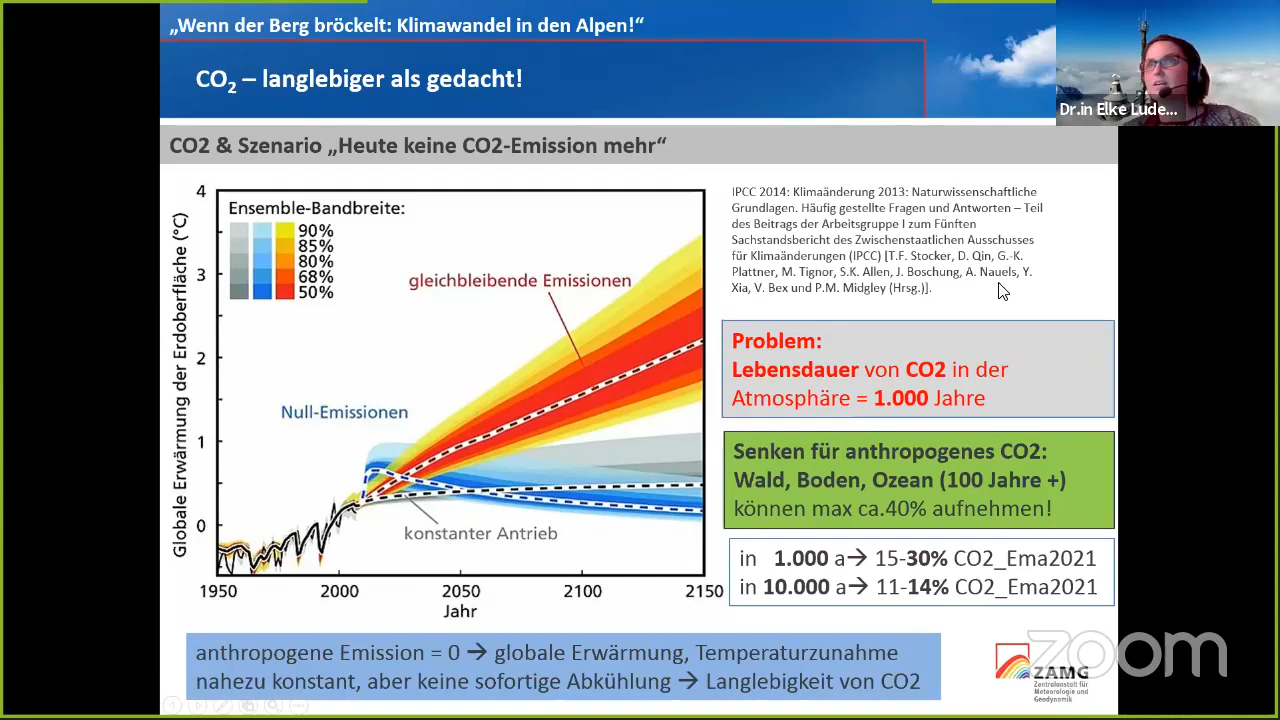 „Wenn der Berg bröckelt: Klimawandel in den Alpen!“
CO2 – langlebiger als gedacht!
Dr.in Elke Lude...
CO2 & Szenario „Heute keine CO2-Emission mehr“
Globale Erwärmung der Erdoberfläche (°C)
4
3
2
1
0
Ensemble-Bandbreite:
90%
85%
80%
68%
50%
gleichbleibende Emissionen
Null-Emissionen
konstanter Antrieb
1950
2000
2050
2100
2150
Jahr
IPCC 2014: Klimaänderung 2013: Naturwissenschaftliche
Grundlagen. Häufig gestellte Fragen und Antworten – Teil
des Beitrags der Arbeitsgruppe I zum Fünften
Sachstandsbericht des Zwischenstaatlichen Ausschusses
für Klimaänderungen (IPCC) [T.F. Stocker, D. Qin, G.-K.
Plattner, M. Tignor, S.K. Allen, J. Boschung, A. Nauels, Y.
Xia, V. Bex und P.M. Midgley (Hrsg.)].
Problem:
Lebensdauer von CO2 in der
Atmosphäre = 1.000 Jahre
Senken für anthropogenes CO2:
Wald, Boden, Ozean (100 Jahre +)
können max ca.40% aufnehmen!
in 1.000 a→ 15-30% CO2_Ema2021
in 10.000 a→ 11-14% CO2_Ema2021
anthropogene Emission = 0 → globale Erwärmung, Temperaturzunahme
nahezu konstant, aber keine sofortige Abkühlung → Langlebigkeit von CO2
zoom
ZAMG
Zentralanstalt für
Meteorologie und
Geodynamik